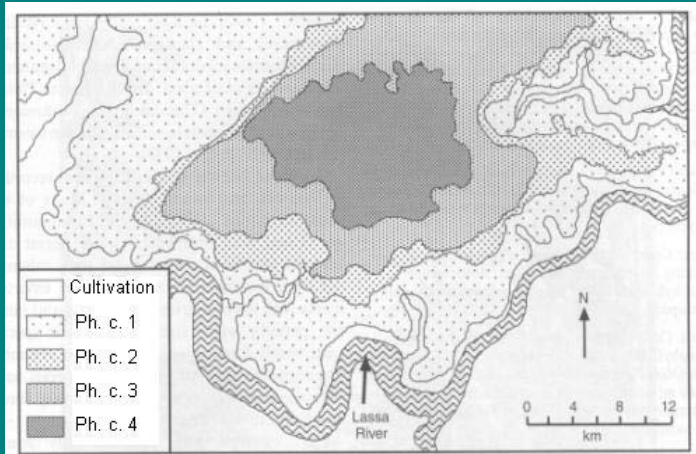 Cultivation
Ph. c. 1
Ph. c. 2
Ph. c. 3
Ph. c. 4
Lassa
River
N
0 4 8 12
km